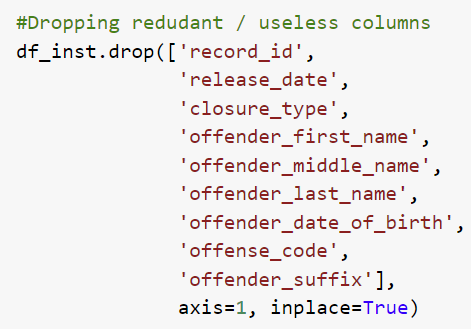 #Dropping redudant / useless columns
df_inst.drop(['record_id',
              'release_date',
              'closure_type',
              'offender_first_name',
              'offender_middle_name',
              'offender_last_name',
              'offender_date_of_birth',
              'offense_code',
              'offender_suffix'],
              axis=1, inplace=True)